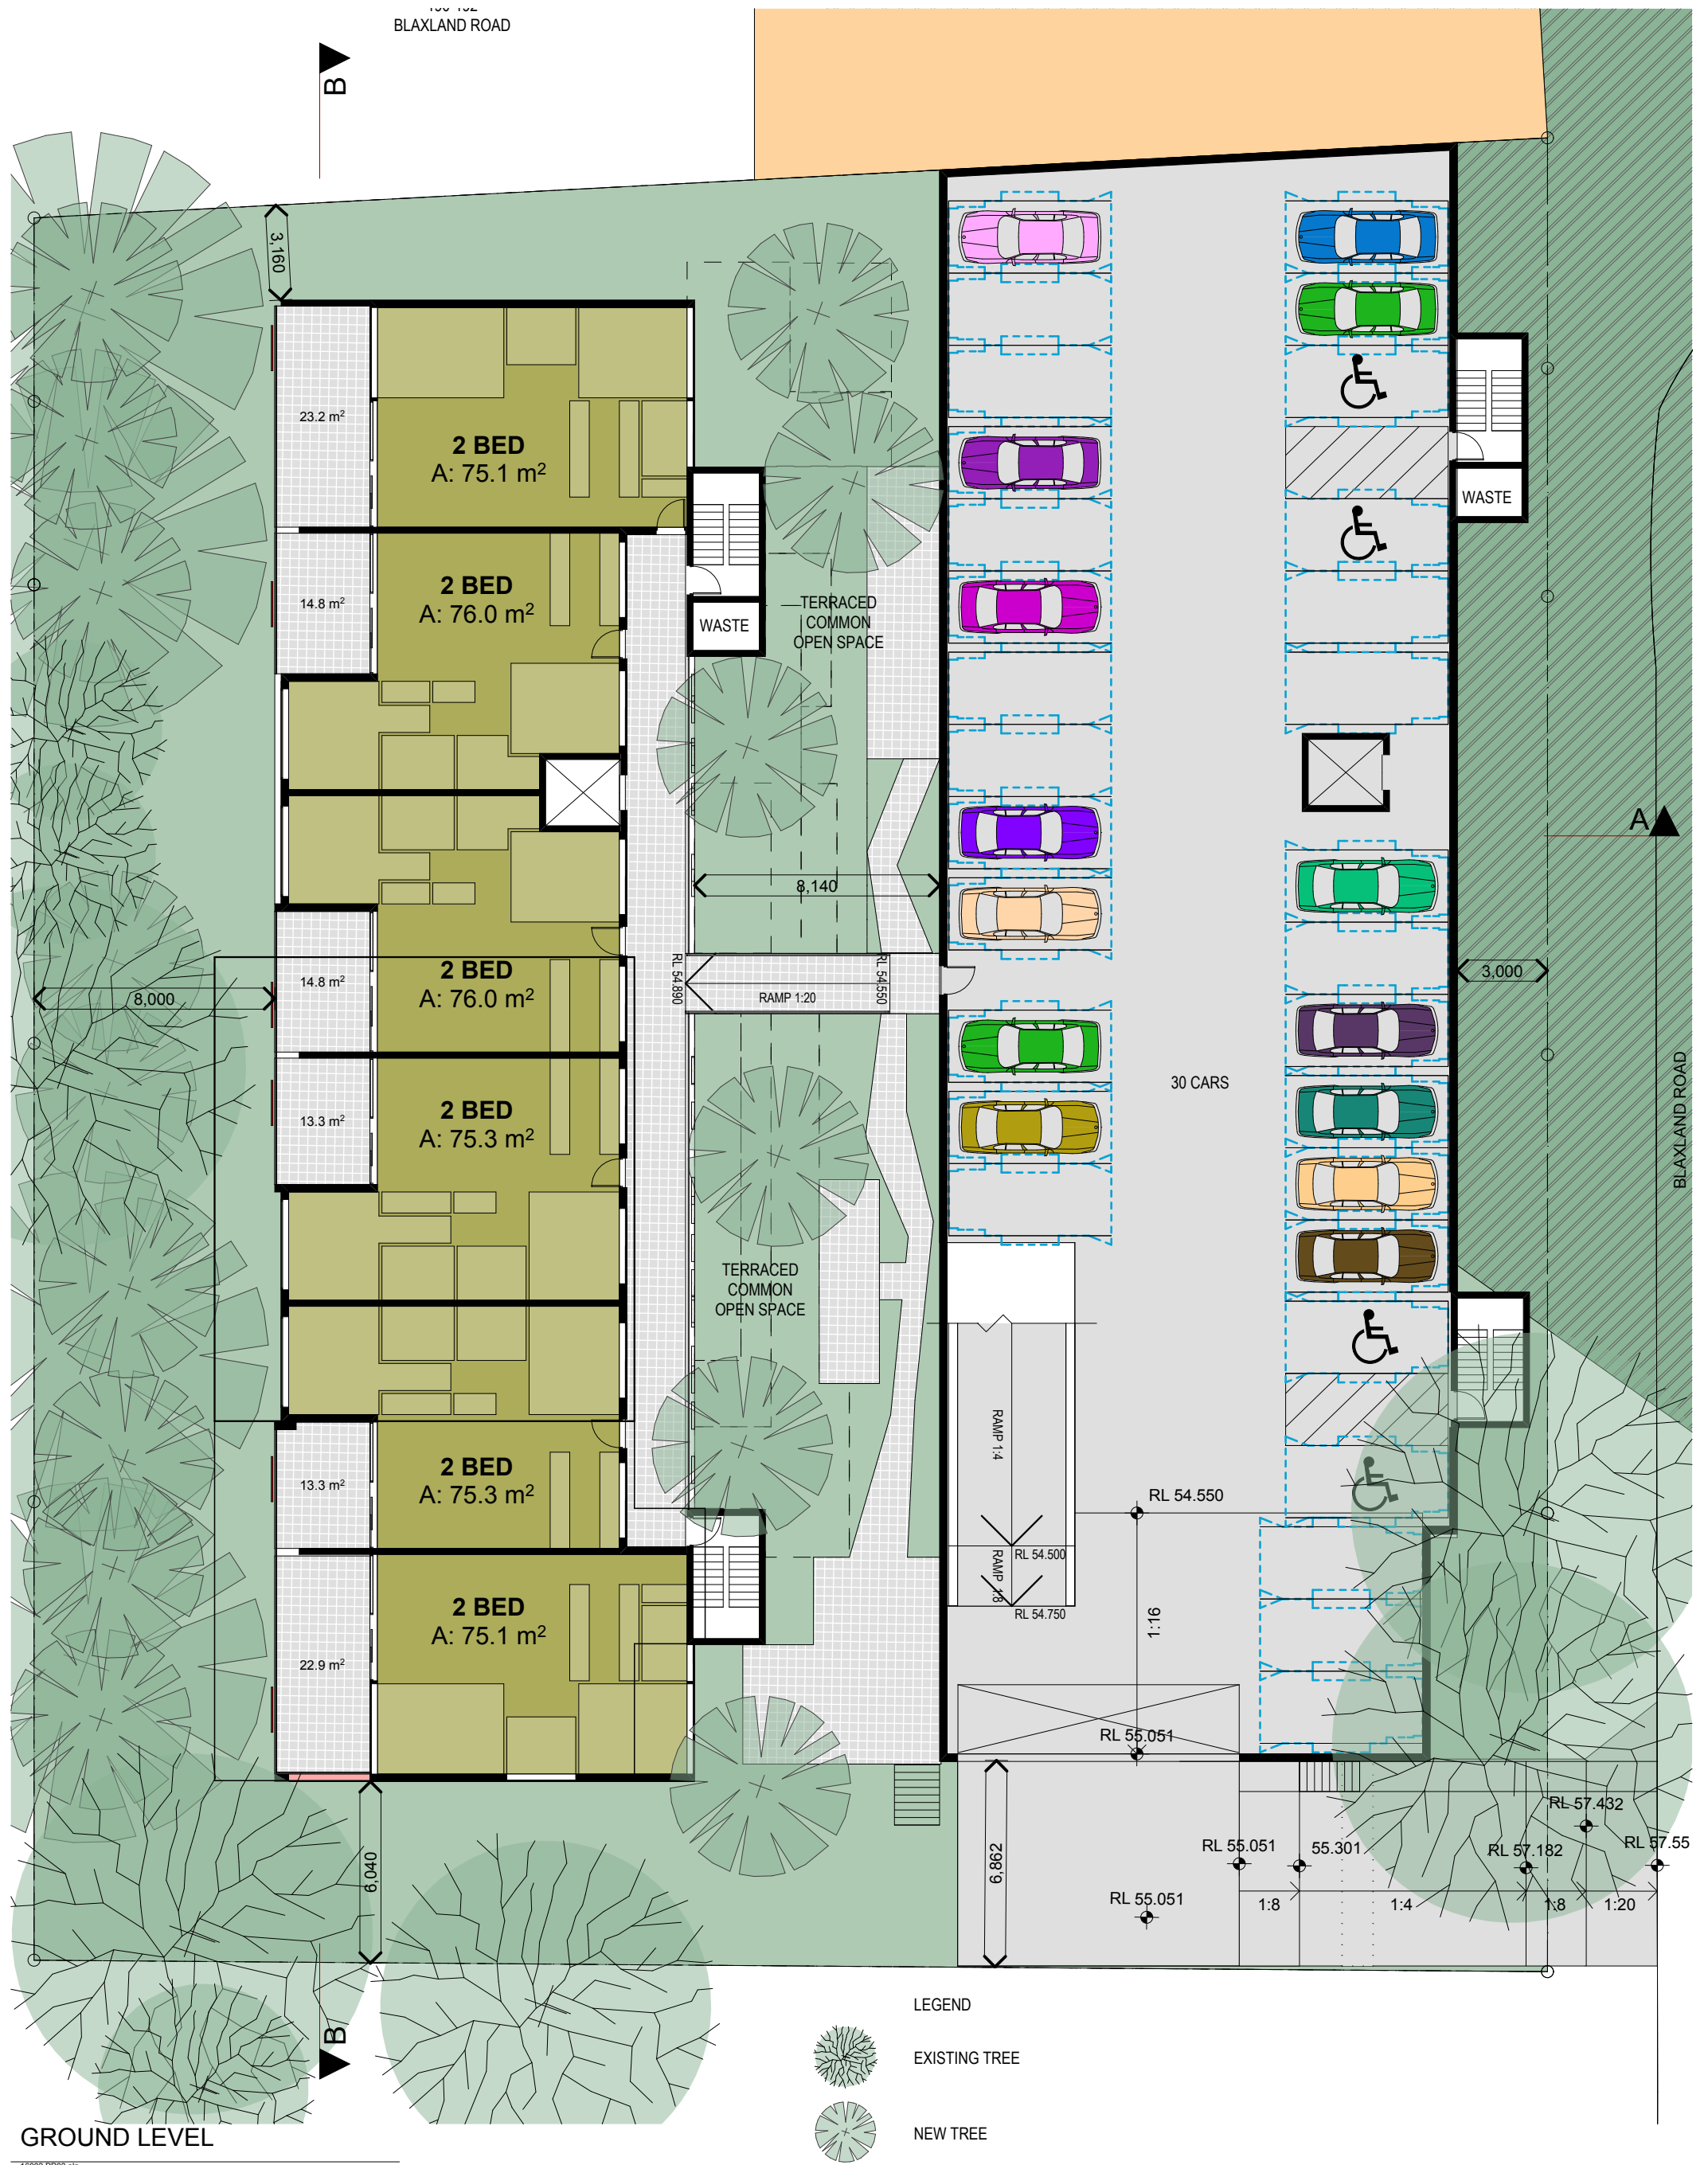 BLAXLAND ROAD
B
3,160
23.2 m²
2 BED
A: 75.1 m²
WASTE
14.8 m²
2 BED
A: 76.0 m²
WASTE
TERRACED
COMMON
OPEN SPACE
A
8,140
14.8 m²
2 BED
A: 76.0 m²
8,000
RL 54.890
RAMP 1:20
RL 54.550
3,000
30 CARS
BLAXLAND ROAD
13.3 m²
2 BED
A: 75.3 m²
TERRACED
COMMON
OPEN SPACE
RAMP 1:4
13.3 m²
2 BED
A: 75.3 m²
RL 54.550
RL 54.500
RAMP 1:8
RL 54.750
1:16
2 BED
A: 75.1 m²
22.9 m²
RL 55.051
6,040
6,862
RL 57.432
RL 55.051
55.301
RL 57.182
RL 57.55
RL 55.051
1:8
1:4
1:8
1:20
B
LEGEND
EXISTING TREE
NEW TREE
GROUND LEVEL